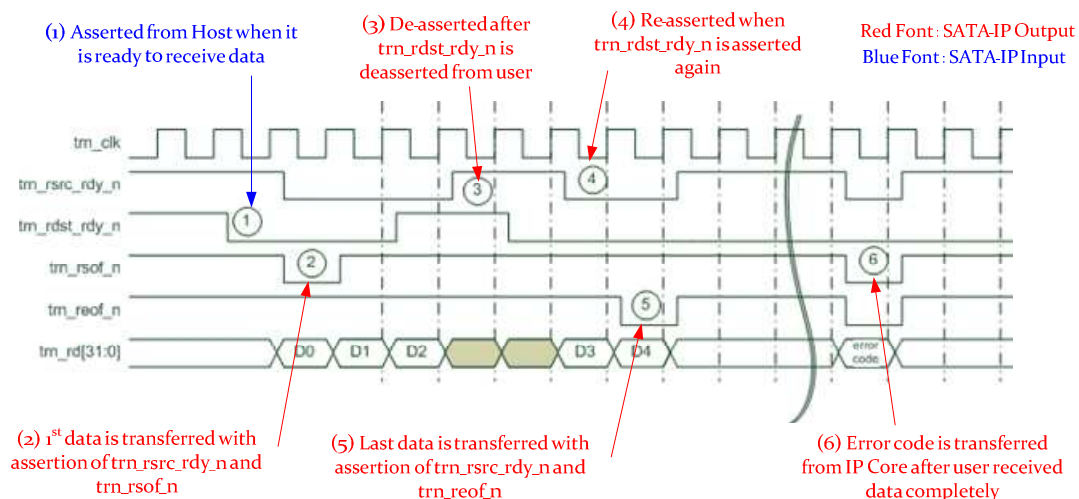 (1) Asserted from Host when it
is ready to receive data
(3) De-asserted after
trn_rdst_rdy_n is
deasserted from user
(4) Re-asserted when
trn_rdst_rdy_n is asserted
again
Red Font : SATA-IP Output
Blue Font : SATA-IP Input
trn_clk
trn_rsrc_rdy_n
3
4
trn_rdst_rdy_n
1
trn_rsof_n
2
6
trn_reof_n
5
trn_rd[31:0]
D0
D1
D2
D3
D4
error
code
(2) 1st data is transferred with
assertion of trn_rsrc_rdy_n and
trn_rsof_n
(5) Last data is transferred with
assertion of trn_rsrc_rdy_n and
trn_reof_n
(6) Error code is transferred
from IP Core after user received
data completely